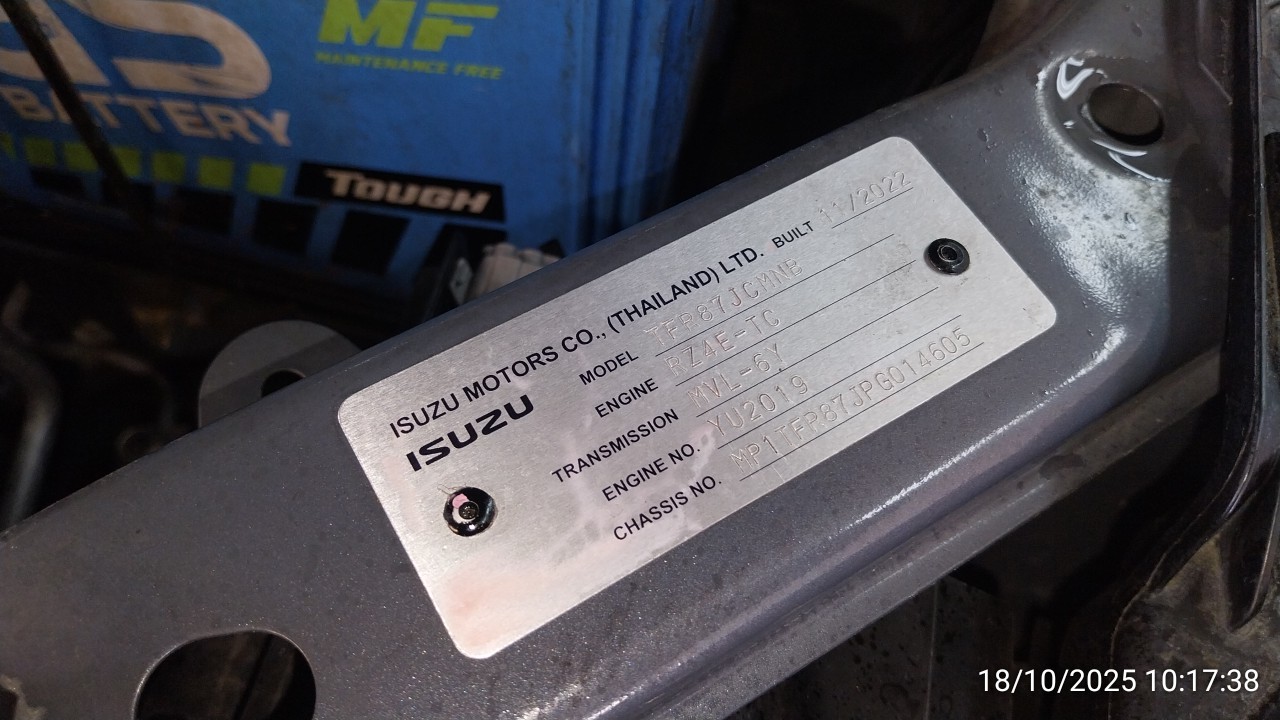 GS
BATTERY
MF
MAINTENANCE FREE
TOUGH
ISUZU MOTORS CO., (THAILAND) LTD. BUILT 11/2022
ISUZU
MODEL TFR87JCMNB
ENGINE RZ4E-TC
TRANSMISSION MVL-6Y
ENGINE NO. YU2019
CHASSIS NO. MP1TFR87JPG014605
18/10/2025 10:17:38